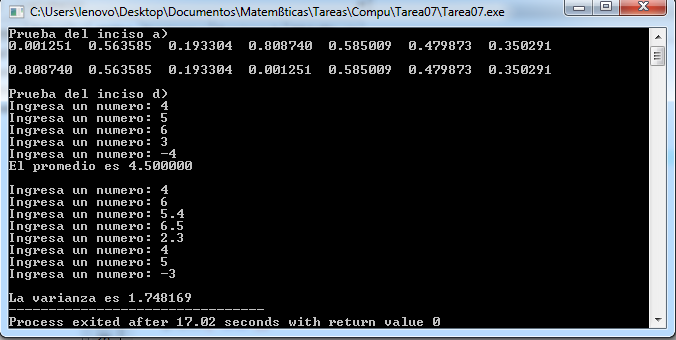 C:\Users\lenovo\Desktop\Documentos\Matemßticas\Tareas\Compu\Tarea07\Tarea07.exe
Prueba del inciso a)
0.001251 0.563585 0.193304 0.808740 0.585009 0.479873 0.350291
0.808740 0.563585 0.193304 0.001251 0.585009 0.479873 0.350291
Prueba del inciso d)
Ingresa un numero: 4
Ingresa un numero: 5
Ingresa un numero: 6
Ingresa un numero: 3
Ingresa un numero: -4
El promedio es 4.500000
Ingresa un numero: 4
Ingresa un numero: 6
Ingresa un numero: 5.4
Ingresa un numero: 6.5
Ingresa un numero: 2.3
Ingresa un numero: 4
Ingresa un numero: 5
Ingresa un numero: -3
La varianza es 1.748169
--------------------------------
Process exited after 17.02 seconds with return value 0